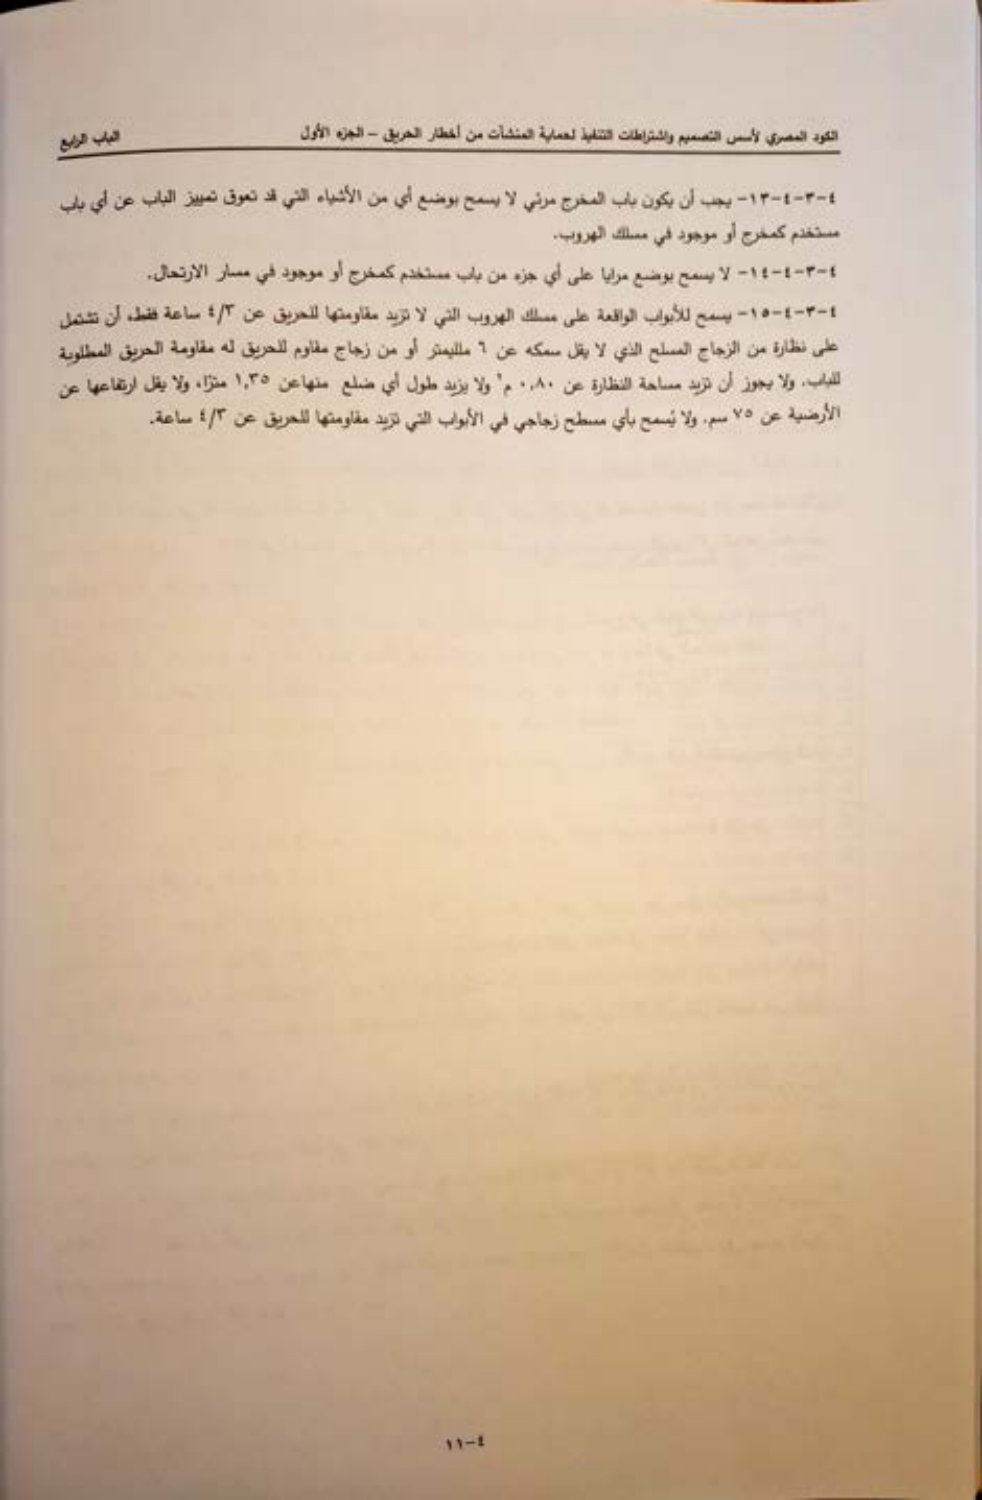 الكود المصري لأسس التصميم واشتراطات التنفيذ لحماية المنشآت من أخطار الحريق – الجزء الأول
الباب الرابع
٤-٣-٤-١٣- يجب أن يكون باب المخرج مرئي لا يسمح بوضع أي من الأشياء التي قد تعوق تمييز الباب عن أي باب
مستخدم كمخرج أو موجود في مسلك الهروب.
٤-٣-٤-١٤- لا يسمح بوضع مرايا على أي جزء من باب مستخدم كمخرج أو موجود في مسار الارتحال.
٤-٣-٤-١٥- يسمح للأبواب الواقعة على مسلك الهروب التي لا تزيد مقاومتها للحريق عن ٤/٣ ساعة فقط، أن تشتمل
على نظارة من الزجاج المسلح الذي لا يقل سمكه عن ٦ ملليمتر أو من زجاج مقاوم للحريق له مقاومة الحريق المطلوبة
للباب. ولا يجوز أن تزيد مساحة النظارة عن ٠,٨٠ م٢ ولا يزيد طول أي ضلع منهاعن ١,٣٥ مترًا، ولا يقل ارتفاعها عن
الأرضية عن ٧٥ سم. ولا يُسمح بأي مسطح زجاجي في الأبواب التي تزيد مقاومتها للحريق عن ٤/٣ ساعة.
٤-١١